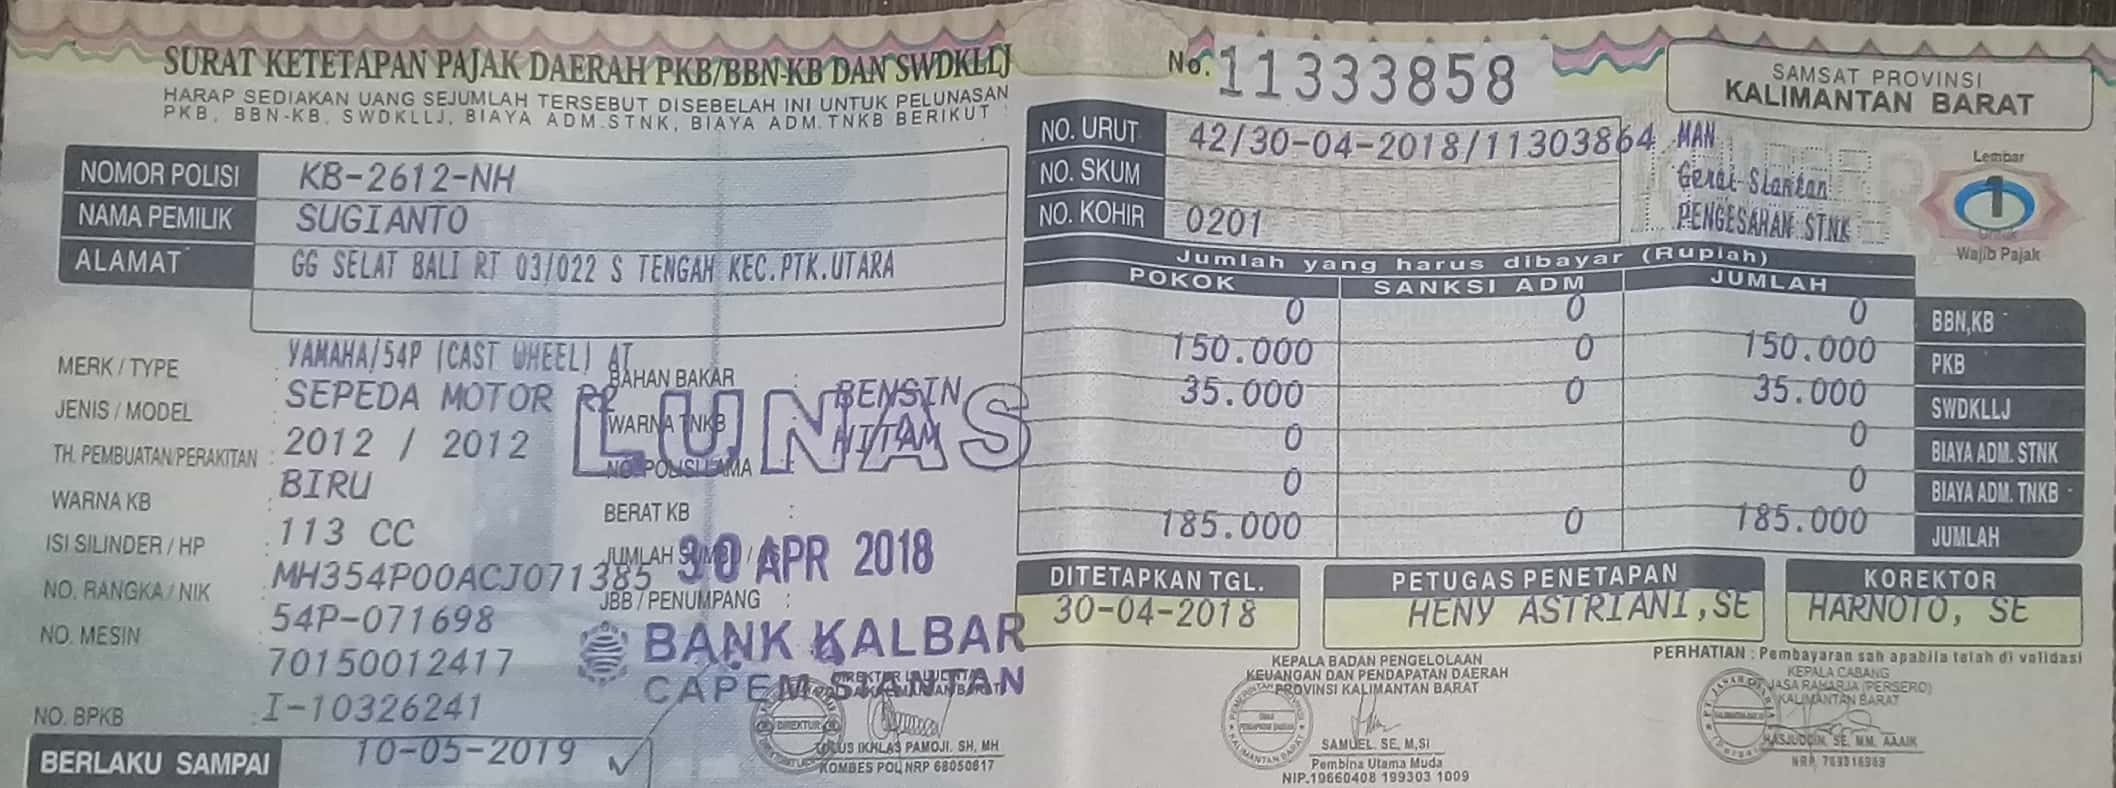 SURAT KETETAPAN PAJAK DAERAH PKB/BBN-KB DAN SWDKLLJ
HARAP SEDIAKAN UANG SEJUMLAH TERSEBUT DISEBELAH INI UNTUK PELUNASAN
PKB, BBN-KB, SWDKLLJ, BIAYA ADM.STNK, BIAYA ADM.TNKB BERIKUT :
No. 11333858
SAMSAT PROVINSI
KALIMANTAN BARAT
NOMOR POLISI KB-2612-NH
NAMA PEMILIK SUGIANTO
ALAMAT GG SELAT BALI RT 03/022 S TENGAH KEC.PTK.UTARA
NO. URUT 42/30-04-2018/11303864 MAN
NO. SKUM Gerai-Siantan
NO. KOHIR 0201 PENGESAHAN STNK
Lembar
1
Untuk
Wajib Pajak
Jumlah yang harus dibayar (Rupiah)
POKOK SANKSI ADM JUMLAH
0 0 0 BBN,KB
150.000 0 150.000 PKB
35.000 0 35.000 SWDKLLJ
0 0 BIAYA ADM. STNK
0 0 BIAYA ADM. TNKB
185.000 0 185.000 JUMLAH
MERK / TYPE : YAMAHA/54P (CAST WHEEL) AT
JENIS / MODEL : SEPEDA MOTOR R2
TH. PEMBUATAN/PERAKITAN : 2012 / 2012
WARNA KB : BIRU
ISI SILINDER / HP : 113 CC
NO. RANGKA / NIK : MH354P00ACJ071385
NO. MESIN 54P-071698
70150012417
NO. BPKB : I-10326241
BERLAKU SAMPAI 10-05-2019
BAHAN BAKAR : BENSIN
WARNA TNKB HITAM
NO. POLISI LAMA
BERAT KB :
JUMLAH
JBB / PENUMPANG :
LUNAS
30 APR 2018
BANK KALBAR
CAPEM SIANTAN
DITETAPKAN TGL. 30-04-2018
PETUGAS PENETAPAN HENY ASTRIANI,SE
KOREKTOR HARNOTO, SE
PERHATIAN : Pembayaran sah apabila telah di validasi
DIREKTUR
IKHLAS PAMOJI. SH, MH
KOMBES POL NRP 68050617
KEPALA BADAN PENGELOLAAN
KEUANGAN DAN PENDAPATAN DAERAH
PROVINSI KALIMANTAN BARAT
SAMUEL. SE, M,SI
Pembina Utama Muda
NIP.19660408 199303 1009
KEPALA CABANG
JASA RAHARJA (PERSERO)
KALIMANTAN BARAT
SE. MM. AAAIK